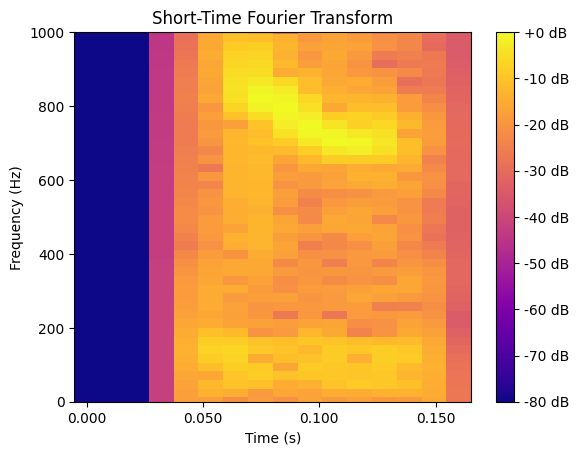 Short-Time Fourier Transform
1000
800
600
400
200
0
Frequency (Hz)
0.000
0.050
0.100
0.150
Time (s)
+0 dB
-10 dB
-20 dB
-30 dB
-40 dB
-50 dB
-60 dB
-70 dB
-80 dB